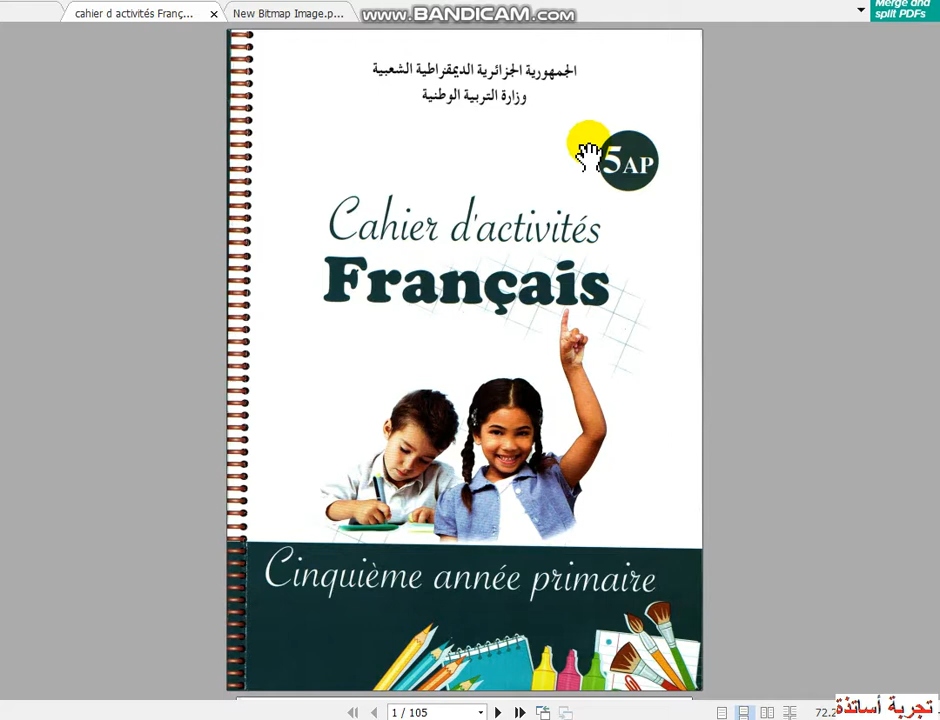 cahier d activités Franç...
New Bitmap Image.p...
WWW.BANDICAM.COM
Merge and
split PDFs
الجمهورية الجزائرية الديمقراطية الشعبية
وزارة التربية الوطنية
5AP
Cahier d'activités
Français
Cinquième année primaire
1 / 105
72.2
تجربة أساتذة